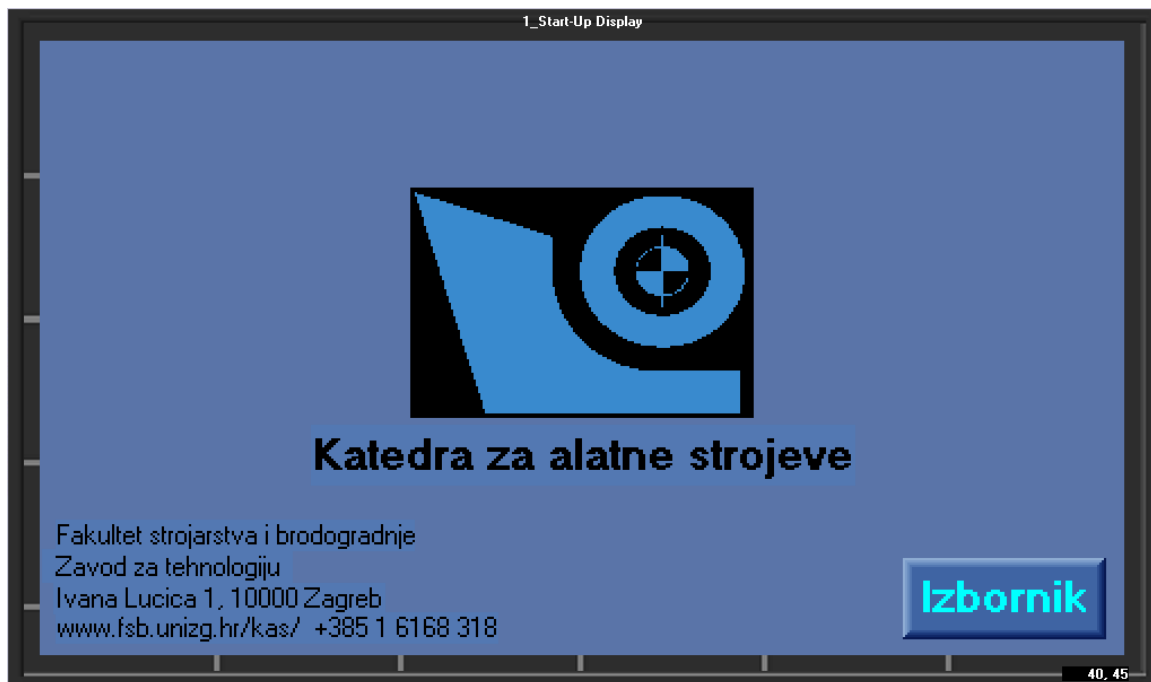 1_Start-Up Display
Katedra za alatne strojeve
Fakultet strojarstva i brodogradnje
Zavod za tehnologiju
Ivana Lucica 1, 10000 Zagreb
www.fsb.unizg.hr/kas/ +385 1 6168 318
Izbornik
40, 45